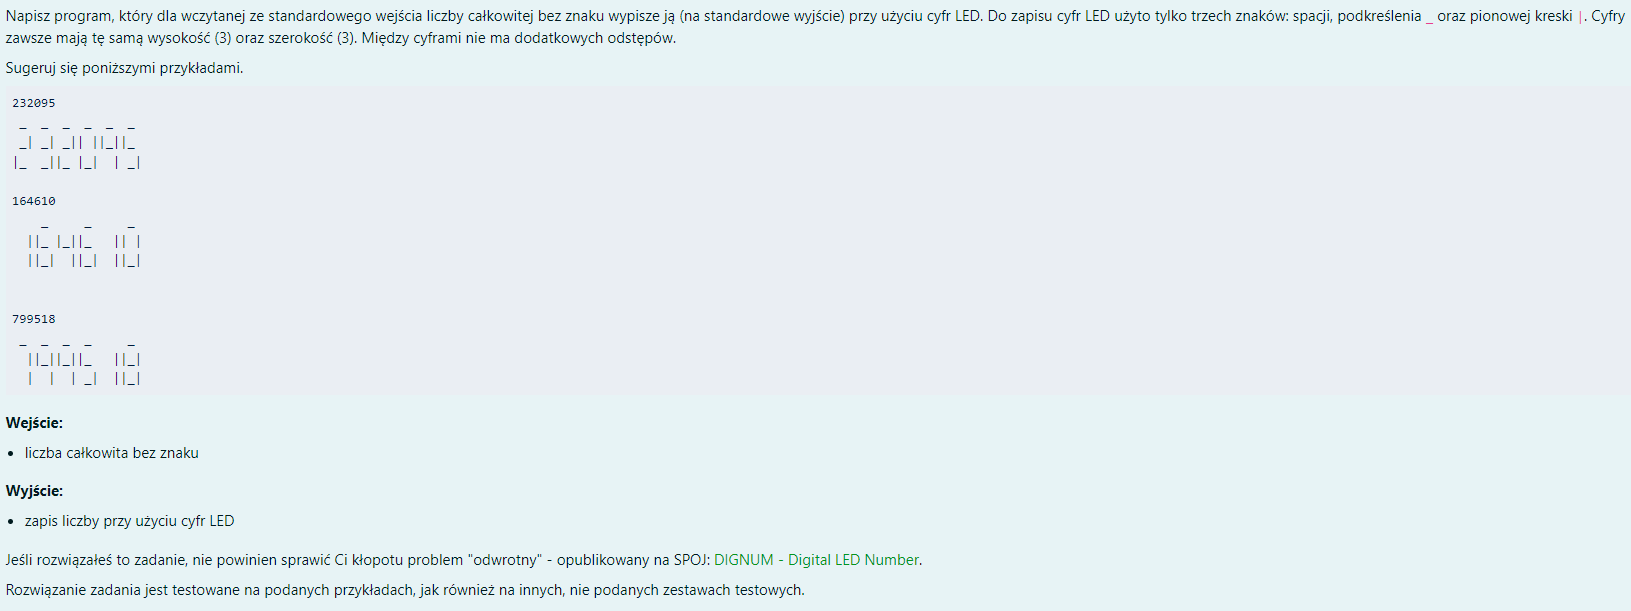 Napisz program, który dla wczytanej ze standardowego wejścia liczby całkowitej bez znaku wypisze ją (na standardowe wyjście) przy użyciu cyfr LED. Do zapisu cyfr LED użyto tylko trzech znaków: spacji, podkreślenia _ oraz pionowej kreski |. Cyfry
zawsze mają tę samą wysokość (3) oraz szerokość (3). Między cyframi nie ma dodatkowych odstępów.
Sugeruj się poniższymi przykładami.
232095
 _  _  _  _  _  _ 
 _| _| _|| ||_||_ 
|_  _||_ |_|  | _|
164610
    _     _     _ 
  ||_ |_||_   || |
  ||_|  ||_|  ||_|
799518
 _  _  _  _     _ 
  ||_||_||_   ||_|
  |  |  | _|  ||_|
Wejście:
• liczba całkowita bez znaku
Wyjście:
• zapis liczby przy użyciu cyfr LED
Jeśli rozwiązałeś to zadanie, nie powinien sprawić Ci kłopotu problem "odwrotny" - opublikowany na SPOJ: DIGNUM - Digital LED Number.
Rozwiązanie zadania jest testowane na podanych przykładach, jak również na innych, nie podanych zestawach testowych.